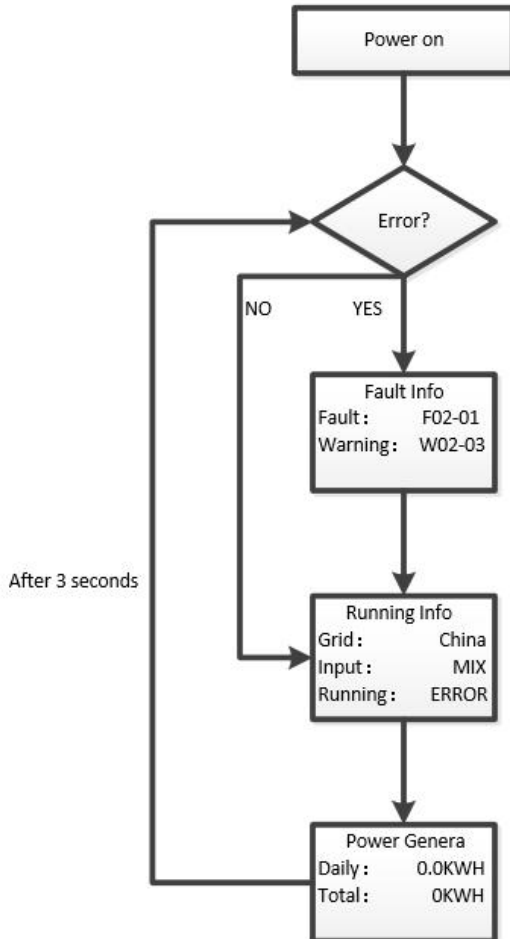 Power on
Error?
NO YES
Fault Info
Fault： F02-01
Warning： W02-03
After 3 seconds
Running Info
Grid： China
Input： MIX
Running： ERROR
Power Genera
Daily： 0.0KWH
Total： 0KWH